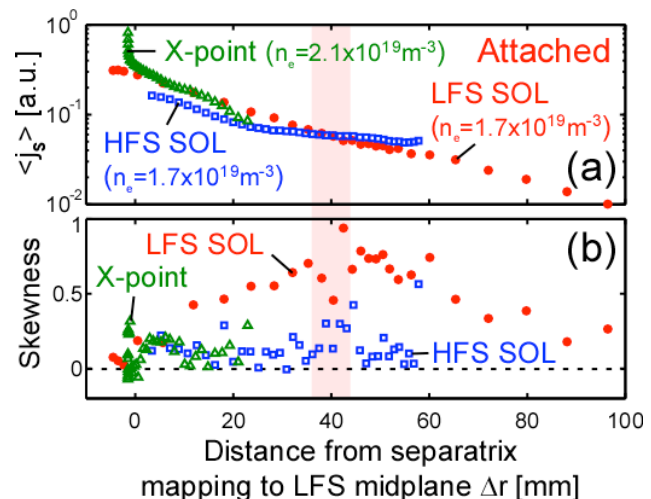 10⁰
X-point (nₑ=2.1x10¹⁹m⁻³)
Attached
<jₛ> [a.u.]
10⁻¹
LFS SOL
(nₑ=1.7x10¹⁹m⁻³)
HFS SOL
(nₑ=1.7x10¹⁹m⁻³)
(a)
10⁻²
1
LFS SOL
(b)
X-point
Skewness
0.5
HFS SOL
0
0 20 40 60 80 100
Distance from separatrix
mapping to LFS midplane Δr [mm]